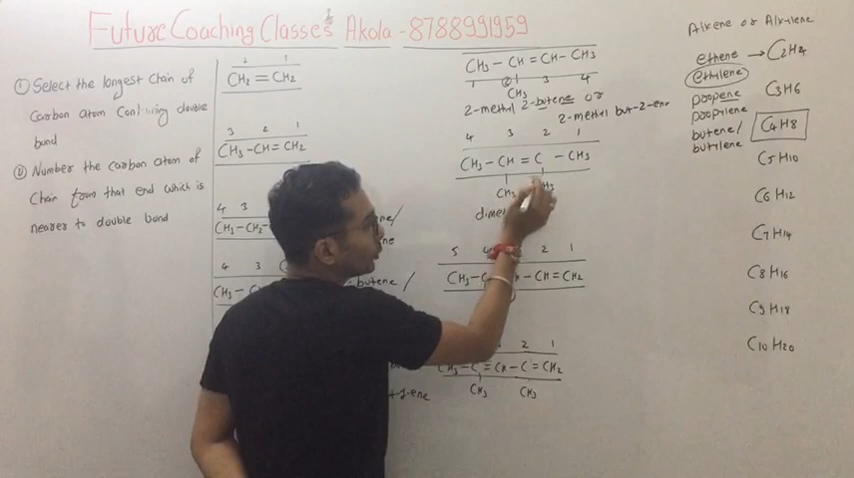 Future Coaching Classes Akola - 8788991959
① Select the longest chain of
Carbon atom Containing double
bond
② Number the carbon atom of
Chain from that end which is
nearer to double bond
2 1
CH2 = CH2
3 2 1
CH3 - CH = CH2
4 3
CH3 - CH2 -
4 3
CH3 -
butene /
CH3 - CH = CH - CH3
1 2 3 4
CH3
2-methyl 2-butene or
2-methyl but-2-ene
4 3 2 1
CH3 - CH = C - CH3
5 2 1
CH3 - CH = CH2
2 1
CH3 - C = CH - C = CH2
CH3 CH3
Alkene or Alkylene
ethene → C2H4
ethylene
propene C3H6
propylene
butene/ C4H8
butylene
C5H10
C6H12
C7H14
C8H16
C9H18
C10H20